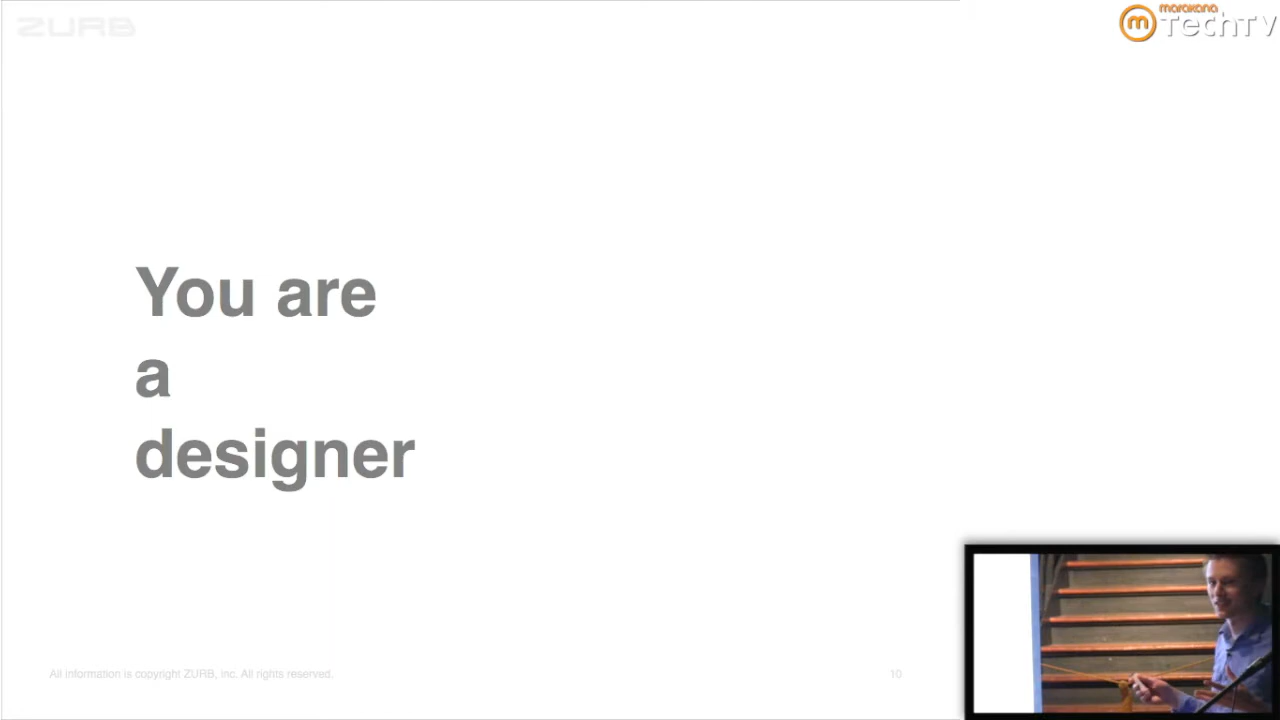 ZURB
marakana
m TechTV
You are
a
designer
All information is copyright ZURB, Inc. All rights reserved.
10